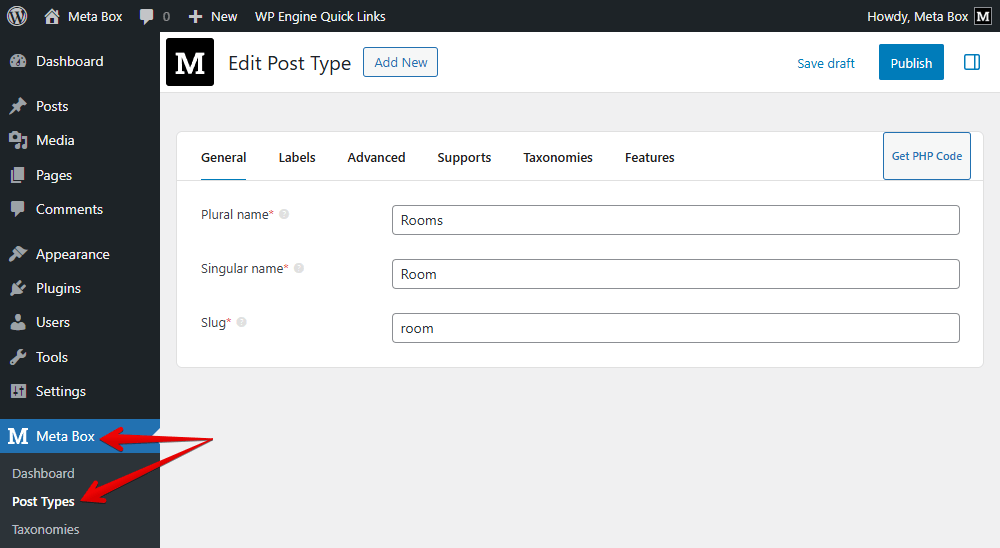 Meta Box 0 New WP Engine Quick Links Howdy, Meta Box M
Dashboard
Posts
Media
Pages
Comments
Appearance
Plugins
Users
Tools
Settings
M Meta Box
Dashboard
Post Types
Taxonomies
M Edit Post Type Add New Save draft Publish
General Labels Advanced Supports Taxonomies Features Get PHP Code
Plural name* ? Rooms
Singular name* ? Room
Slug* ? room